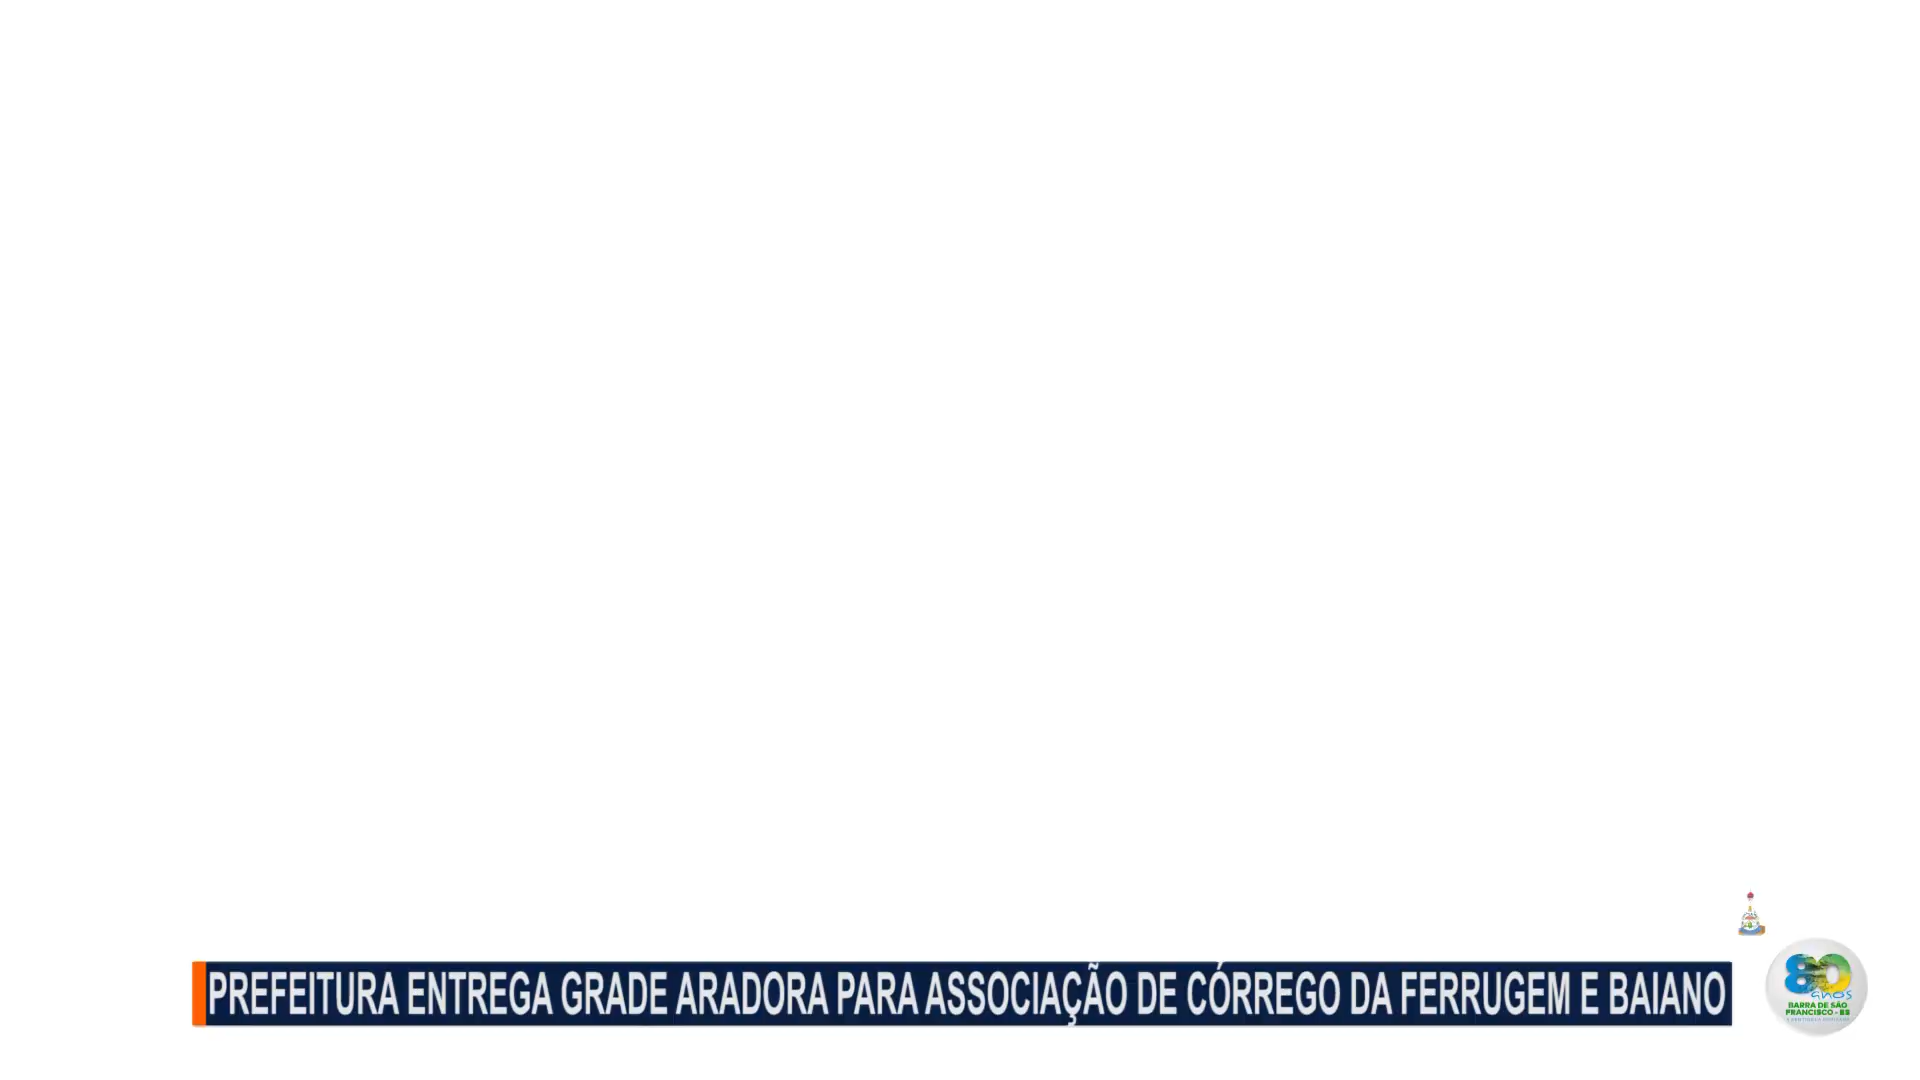 PREFEITURA ENTREGA GRADE ARADORA PARA ASSOCIAÇÃO DE CÓRREGO DA FERRUGEM E BAIANO
80
anos
BARRA DE SÃO
FRANCISCO - ES